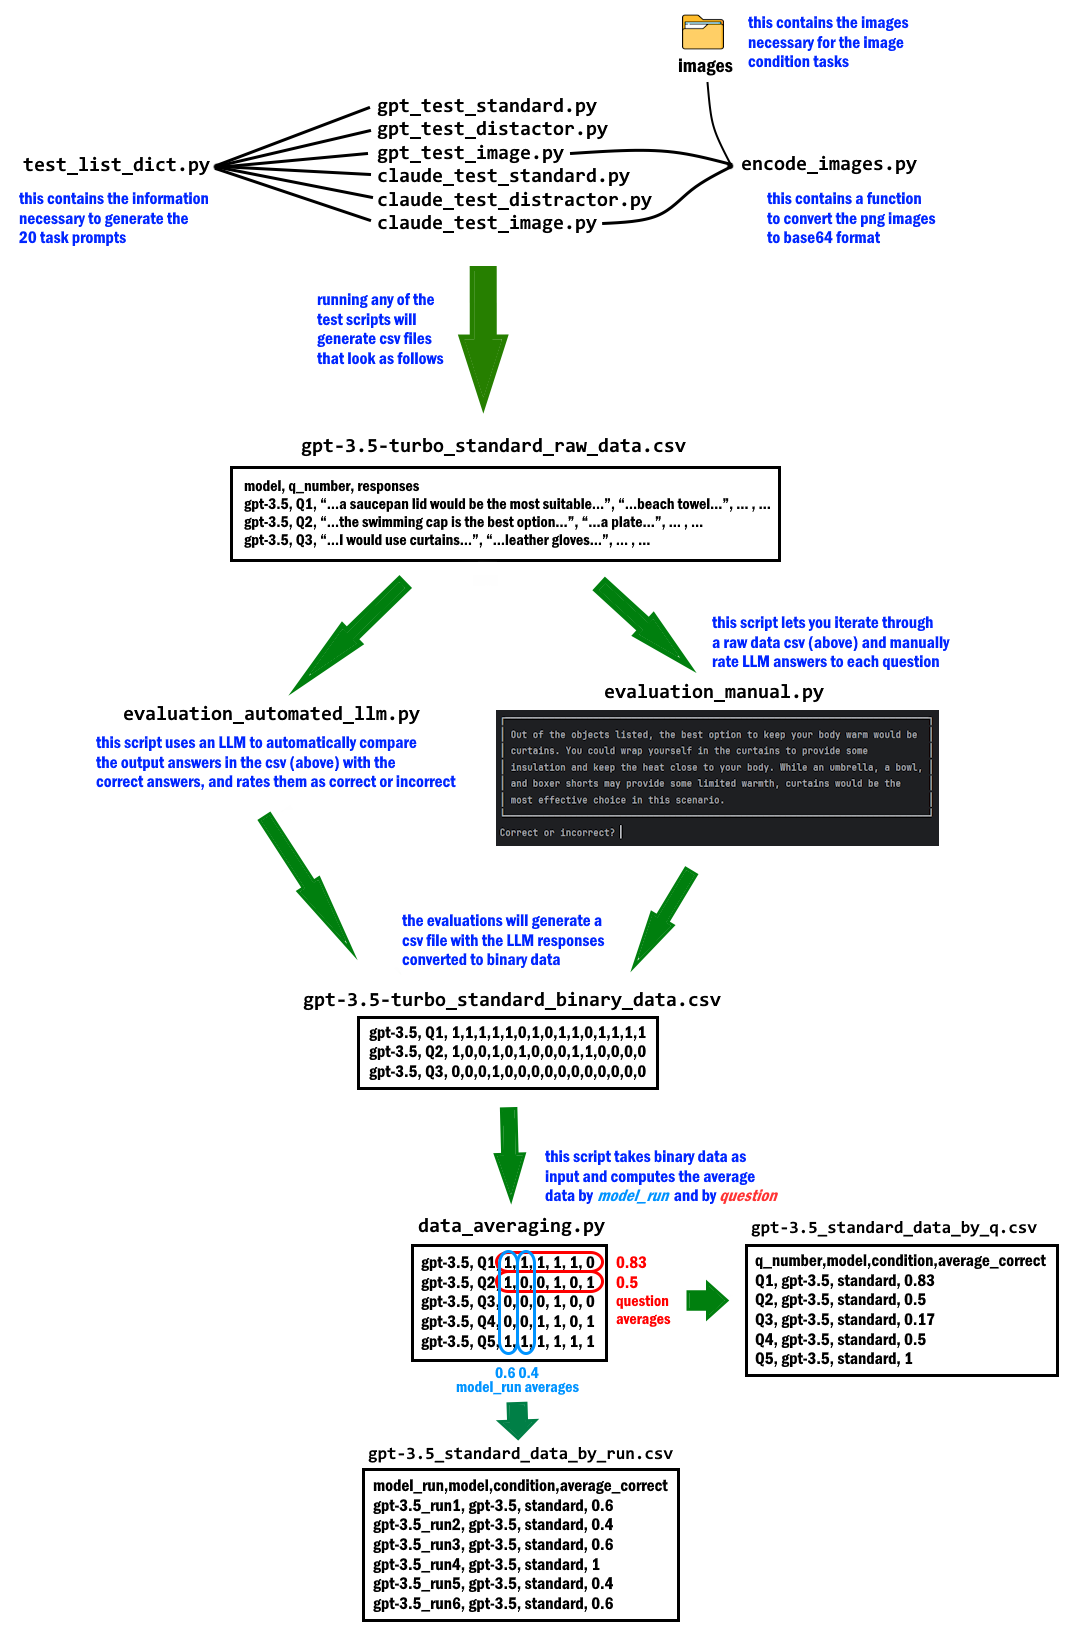 this contains the images
necessary for the image
condition tasks
images
gpt_test_standard.py
gpt_test_distactor.py
gpt_test_image.py
claude_test_standard.py
claude_test_distractor.py
claude_test_image.py
test_list_dict.py
this contains the information
necessary to generate the
20 task prompts
encode_images.py
this contains a function
to convert the png images
to base64 format
running any of the
test scripts will
generate csv files
that look as follows
gpt-3.5-turbo_standard_raw_data.csv
model, q_number, responses
gpt-3.5, Q1, “...a saucepan lid would be the most suitable...”, “...beach towel...”, ... , ...
gpt-3.5, Q2, “...the swimming cap is the best option...”, “...a plate...”, ... , ...
gpt-3.5, Q3, “...I would use curtains...”, “...leather gloves...”, ... , ...
this script lets you iterate through
a raw data csv (above) and manually
rate LLM answers to each question
evaluation_manual.py
evaluation_automated_llm.py
this script uses an LLM to automatically compare
the output answers in the csv (above) with the
correct answers, and rates them as correct or incorrect
Out of the objects listed, the best option to keep your body warm would be
curtains. You could wrap yourself in the curtains to provide some
insulation and keep the heat close to your body. While an umbrella, a bowl,
and boxer shorts may provide some limited warmth, curtains would be the
most effective choice in this scenario.
Correct or incorrect?
the evaluations will generate a
csv file with the LLM responses
converted to binary data
gpt-3.5-turbo_standard_binary_data.csv
gpt-3.5, Q1, 1,1,1,1,1,0,1,0,1,1,0,1,1,1,1
gpt-3.5, Q2, 1,0,0,1,0,1,0,0,0,1,1,0,0,0,0
gpt-3.5, Q3, 0,0,0,1,0,0,0,0,0,0,0,0,0,0,0
this script takes binary data as
input and computes the average
data by model_run and by question
data_averaging.py
gpt-3.5, Q1, 1, 1, 1, 1, 1, 0
gpt-3.5, Q2, 1, 0, 0, 1, 0, 1
gpt-3.5, Q3, 0, 0, 0, 1, 0, 0
gpt-3.5, Q4, 0, 0, 1, 1, 0, 1
gpt-3.5, Q5, 1, 1, 1, 1, 1, 1
0.83
0.5
question
averages
0.6 0.4
model_run averages
gpt-3.5_standard_data_by_q.csv
q_number,model,condition,average_correct
Q1, gpt-3.5, standard, 0.83
Q2, gpt-3.5, standard, 0.5
Q3, gpt-3.5, standard, 0.17
Q4, gpt-3.5, standard, 0.5
Q5, gpt-3.5, standard, 1
gpt-3.5_standard_data_by_run.csv
model_run,model,condition,average_correct
gpt-3.5_run1, gpt-3.5, standard, 0.6
gpt-3.5_run2, gpt-3.5, standard, 0.4
gpt-3.5_run3, gpt-3.5, standard, 0.6
gpt-3.5_run4, gpt-3.5, standard, 1
gpt-3.5_run5, gpt-3.5, standard, 0.4
gpt-3.5_run6, gpt-3.5, standard, 0.6